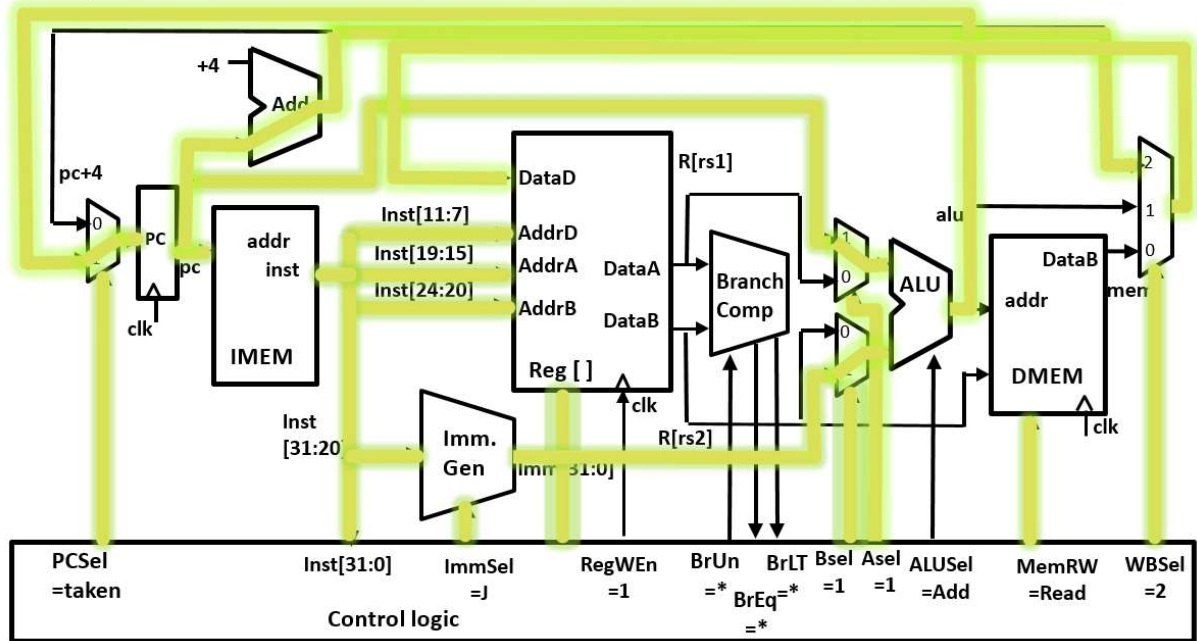 +4
Add
pc+4
0
PC
pc
clk
addr
inst
IMEM
Inst[11:7]
Inst[19:15]
Inst[24:20]
DataD
AddrD
AddrA
AddrB
DataA
DataB
Reg [ ]
clk
R[rs1]
Branch
Comp
R[rs2]
Inst
[31:20]
Imm.
Gen
1
0
0
ALU
alu
addr
DataB
DMEM
clk
mem
2
1
0
PCSel
=taken
Inst[31:0]
ImmSel
=J
RegWEn
=1
BrUn
=*
BrEq
=*
BrLT
=*
Bsel
=1
Asel
=1
ALUSel
=Add
MemRW
=Read
WBSel
=2
Control logic